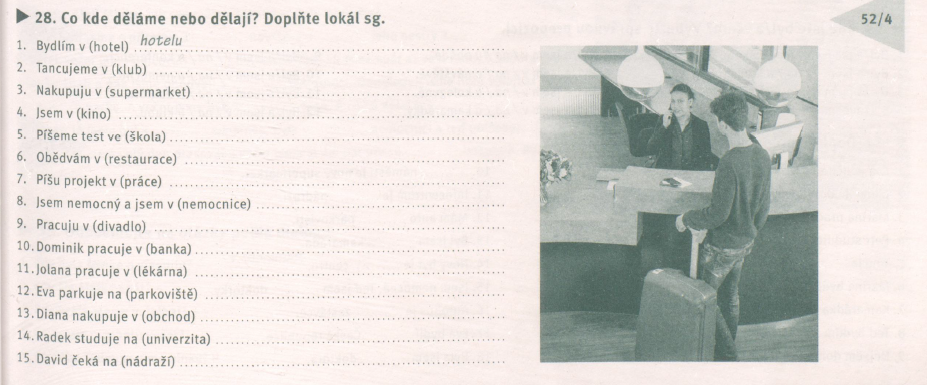 ▶ 28. Co kde děláme nebo dělají? Doplňte lokál sg.
52/4
1. Bydlím v (hotel) hotelu
2. Tancujeme v (klub)
3. Nakupuju v (supermarket)
4. Jsem v (kino)
5. Píšeme test ve (škola)
6. Obědvám v (restaurace)
7. Píšu projekt v (práce)
8. Jsem nemocný a jsem v (nemocnice)
9. Pracuju v (divadlo)
10. Dominik pracuje v (banka)
11. Jolana pracuje v (lékárna)
12. Eva parkuje na (parkoviště)
13. Diana nakupuje v (obchod)
14. Radek studuje na (univerzita)
15. David čeká na (nádraží)